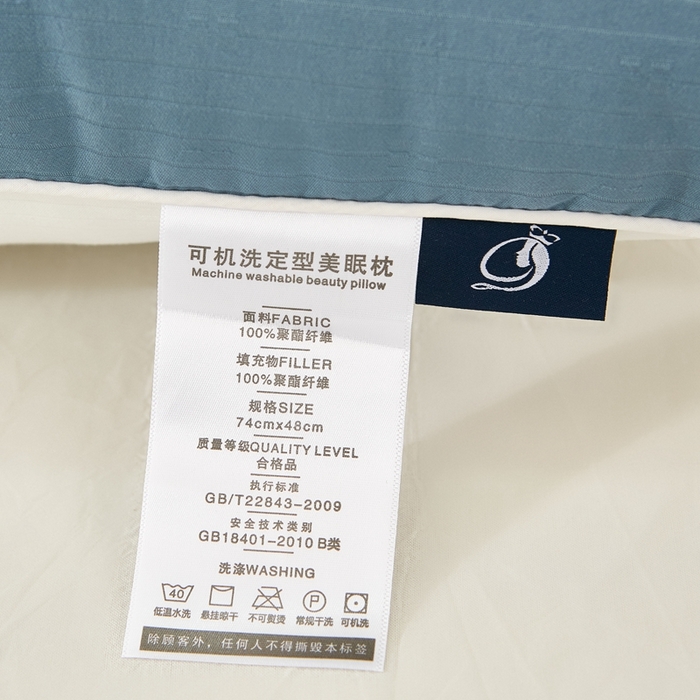 可机洗定型美眠枕
Machine washable beauty pillow
面料FABRIC
100%聚酯纤维
填充物FILLER
100%聚酯纤维
规格SIZE
74cmx48cm
质量等级QUALITY LEVEL
合格品
执行标准
GB/T22843-2009
安全技术类别
GB18401-2010 B类
洗涤WASHING
40 P
低温水洗 悬挂晾干 不可熨烫 常规干洗 可机洗
除顾客外，任何人不得撕毁本标签